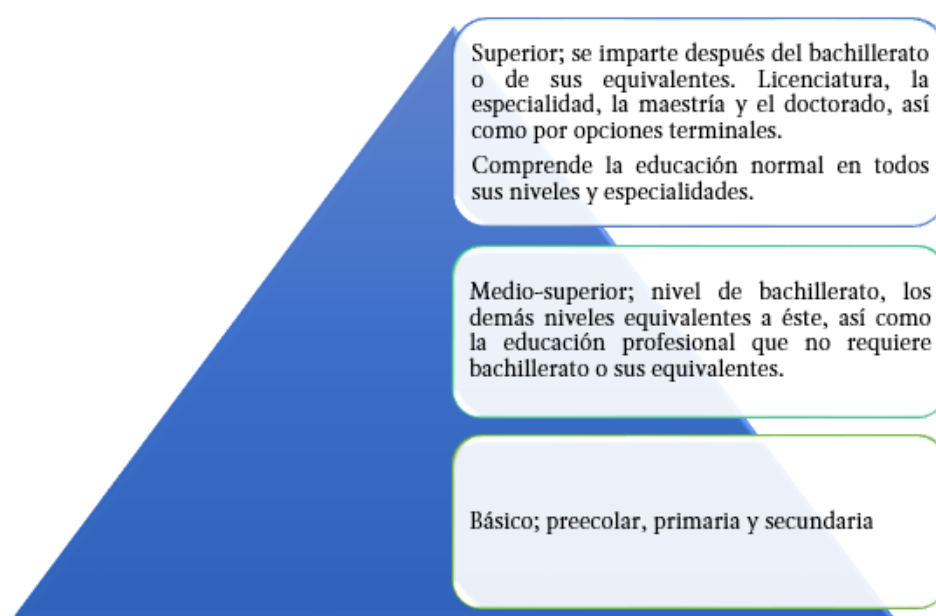 Superior; se imparte después del bachillerato
o de sus equivalentes. Licenciatura, la
especialidad, la maestría y el doctorado, así
como por opciones terminales.
Comprende la educación normal en todos
sus niveles y especialidades.
Medio-superior; nivel de bachillerato, los
demás niveles equivalentes a éste, así como
la educación profesional que no requiere
bachillerato o sus equivalentes.
Básico; preecolar, primaria y secundaria